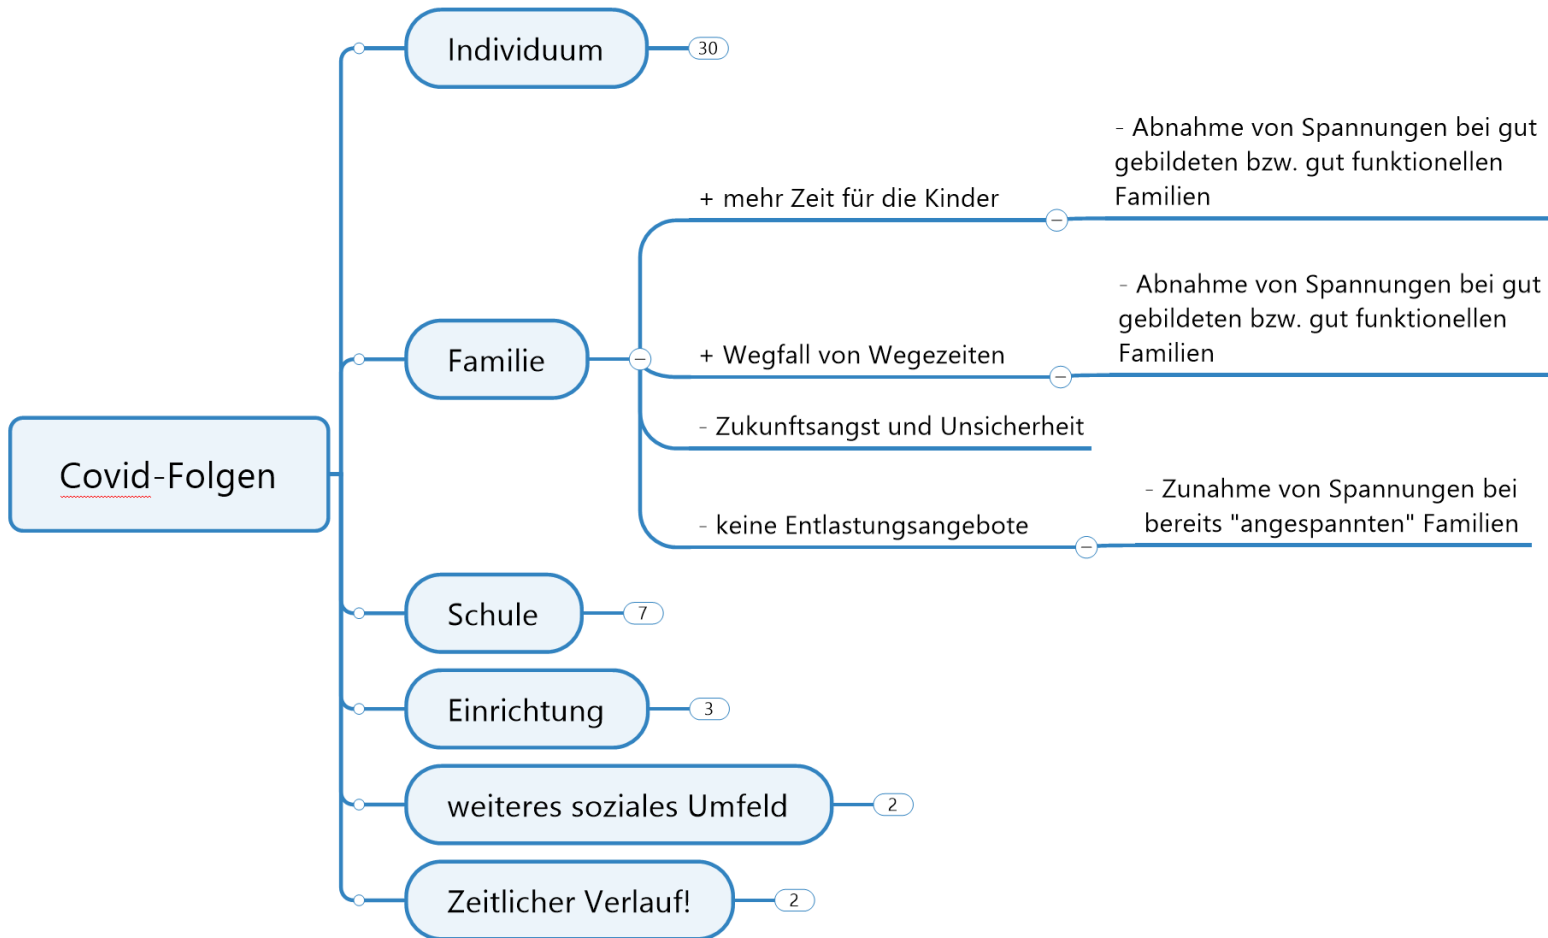 Individuum
30
- Abnahme von Spannungen bei gut
gebildeten bzw. gut funktionellen
Familien
+ mehr Zeit für die Kinder
- Abnahme von Spannungen bei gut
gebildeten bzw. gut funktionellen
Familien
Familie
+ Wegfall von Wegezeiten
- Zukunftsangst und Unsicherheit
Covid-Folgen
- Zunahme von Spannungen bei
bereits "angespannten" Familien
- keine Entlastungsangebote
Schule
7
Einrichtung
3
weiteres soziales Umfeld
2
Zeitlicher Verlauf!
2